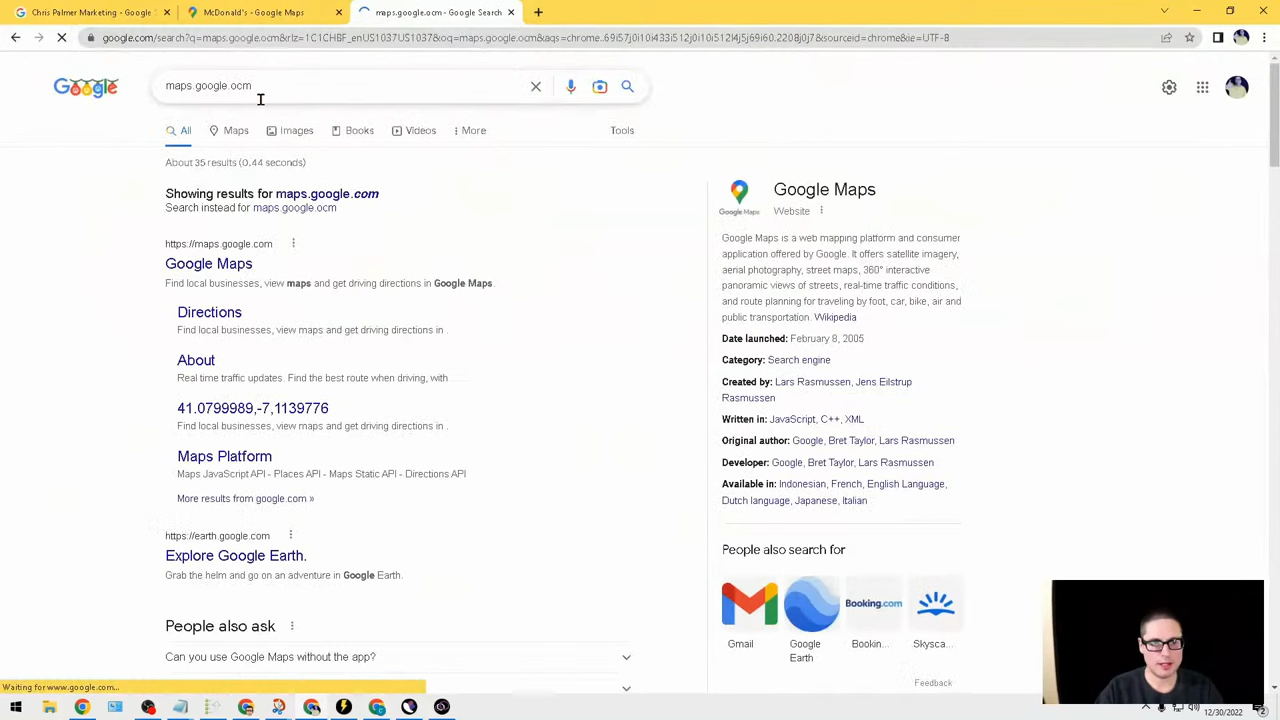 Chris Palmer Marketing - Google S
McDonald's - Google Maps
maps.google.ocm - Google Search
google.com/search?q=maps.google.ocm&rlz=1C1CHBF_enUS1037US1037&oq=maps.google.ocm&aqs=chrome..69i57j0i10i433i512j0i10i512l4j5j69i60.2208j0j7&sourceid=chrome&ie=UTF-8
Google
maps.google.ocm
All
Maps
Images
Books
Videos
More
Tools
About 35 results (0.44 seconds)
Showing results for maps.google.com
Search instead for maps.google.ocm
https://maps.google.com
Google Maps
Find local businesses, view maps and get driving directions in Google Maps.
Directions
Find local businesses, view maps and get driving directions in .
About
Real time traffic updates. Find the best route when driving, with
41.0799989,-7,1139776
Find local businesses, view maps and get driving directions in .
Maps Platform
Maps JavaScript API - Places API - Maps Static API - Directions API
More results from google.com »
https://earth.google.com
Explore Google Earth.
Grab the helm and go on an adventure in Google Earth.
People also ask
Can you use Google Maps without the app?
Google Maps
Google Maps
Website
Google Maps is a web mapping platform and consumer
application offered by Google. It offers satellite imagery,
aerial photography, street maps, 360° interactive
panoramic views of streets, real-time traffic conditions,
and route planning for traveling by foot, car, bike, air and
public transportation. Wikipedia
Date launched: February 8, 2005
Category: Search engine
Created by: Lars Rasmussen, Jens Eilstrup
Rasmussen
Written in: JavaScript, C++, XML
Original author: Google, Bret Taylor, Lars Rasmussen
Developer: Google, Bret Taylor, Lars Rasmussen
Available in: Indonesian, French, English Language,
Dutch language, Japanese, Italian
People also search for
Booking.com
Gmail
Google
Earth
Bookin...
Skysca...
Feedback
Waiting for www.google.com...
12/30/2022
2